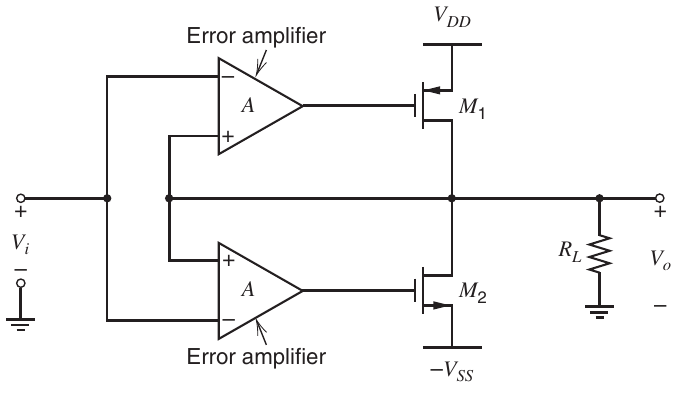 V_DD
Error amplifier
−
A
+
M_1
+
V_i
−
R_L
+
V_o
−
+
A
−
M_2
Error amplifier
−V_SS